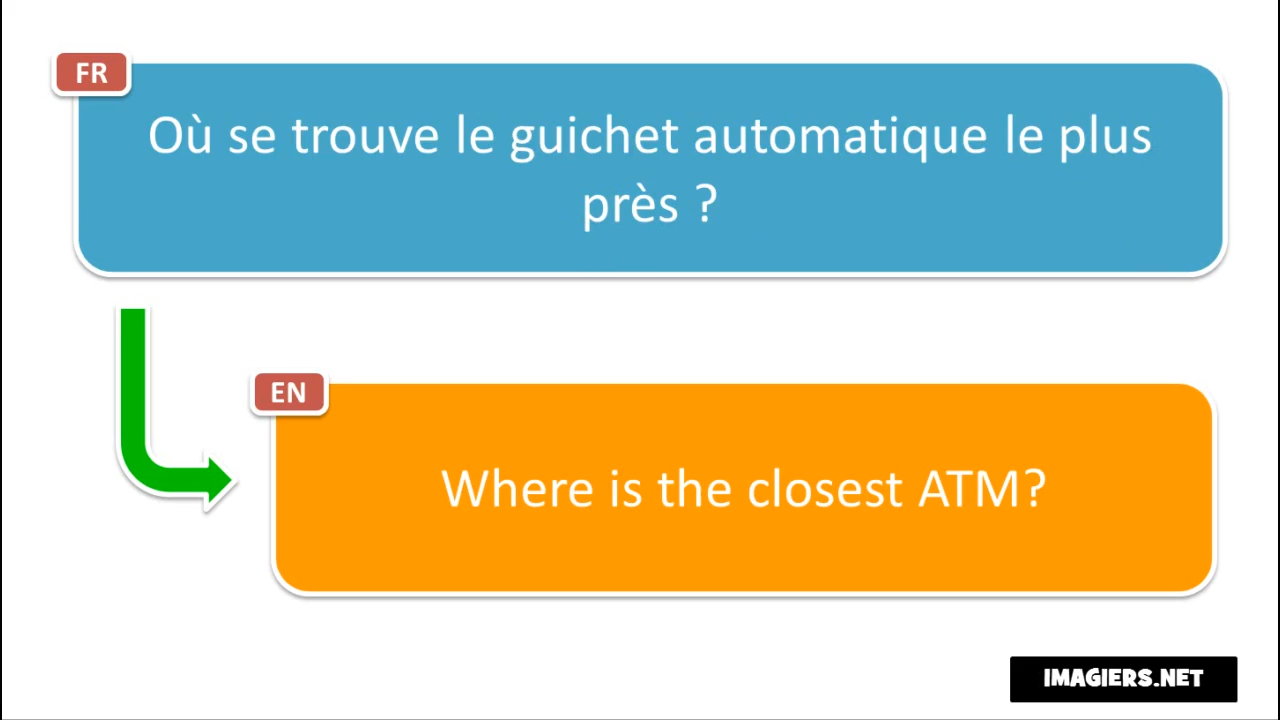 FR
Où se trouve le guichet automatique le plus
près ?
EN
Where is the closest ATM?
IMAGIERS.NET